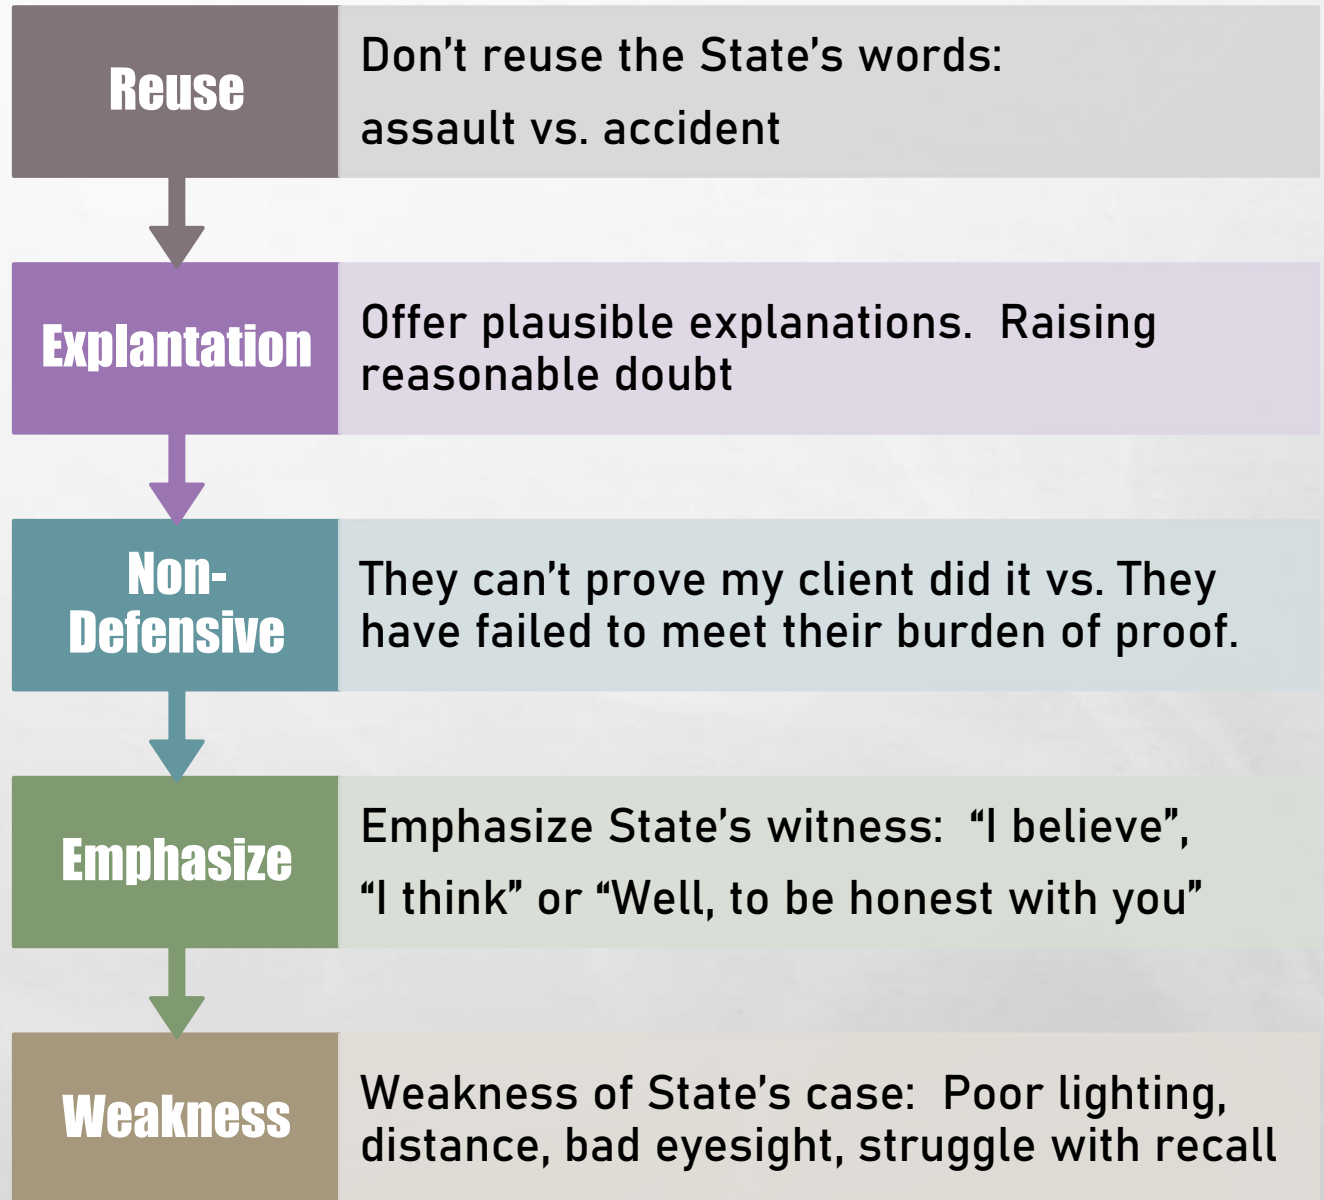 Reuse
Don’t reuse the State’s words:
assault vs. accident
Explantation
Offer plausible explanations.  Raising
reasonable doubt
Non-
Defensive
They can’t prove my client did it vs. They
have failed to meet their burden of proof.
Emphasize
Emphasize State’s witness:  “I believe”,
“I think” or “Well, to be honest with you”
Weakness
Weakness of State’s case:  Poor lighting,
distance, bad eyesight, struggle with recall